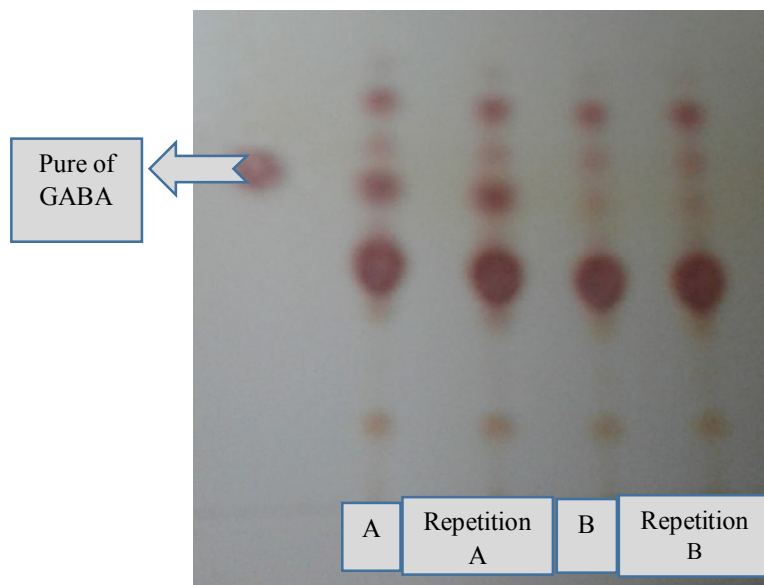 Pure of
GABA
A
Repetition
A
B
Repetition
B